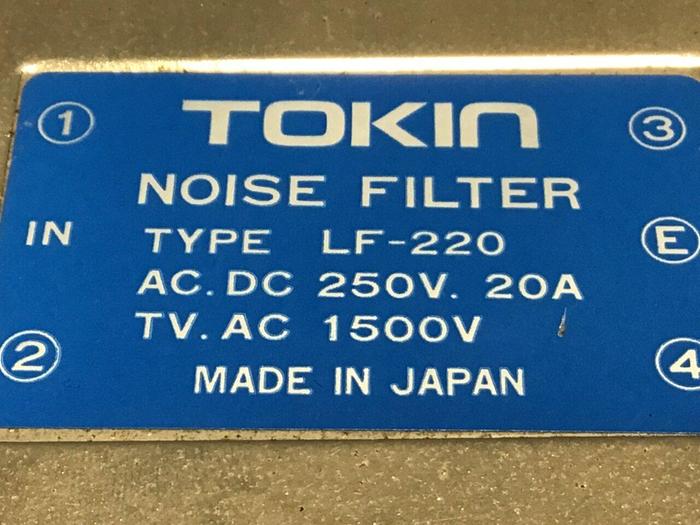 ① TOKIN ③
NOISE FILTER
IN TYPE LF-220 Ⓔ
AC.DC 250V. 20A
TV. AC 1500V
② MADE IN JAPAN ④